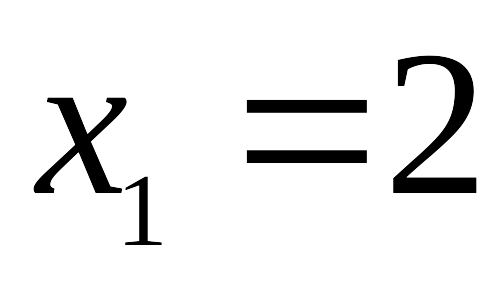 x₁ =2